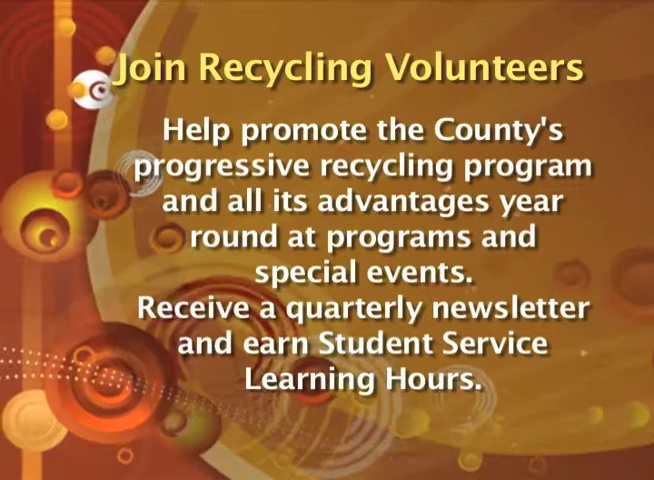 Join Recycling Volunteers
Help promote the County's
progressive recycling program
and all its advantages year
round at programs and
special events.
Receive a quarterly newsletter
and earn Student Service
Learning Hours.